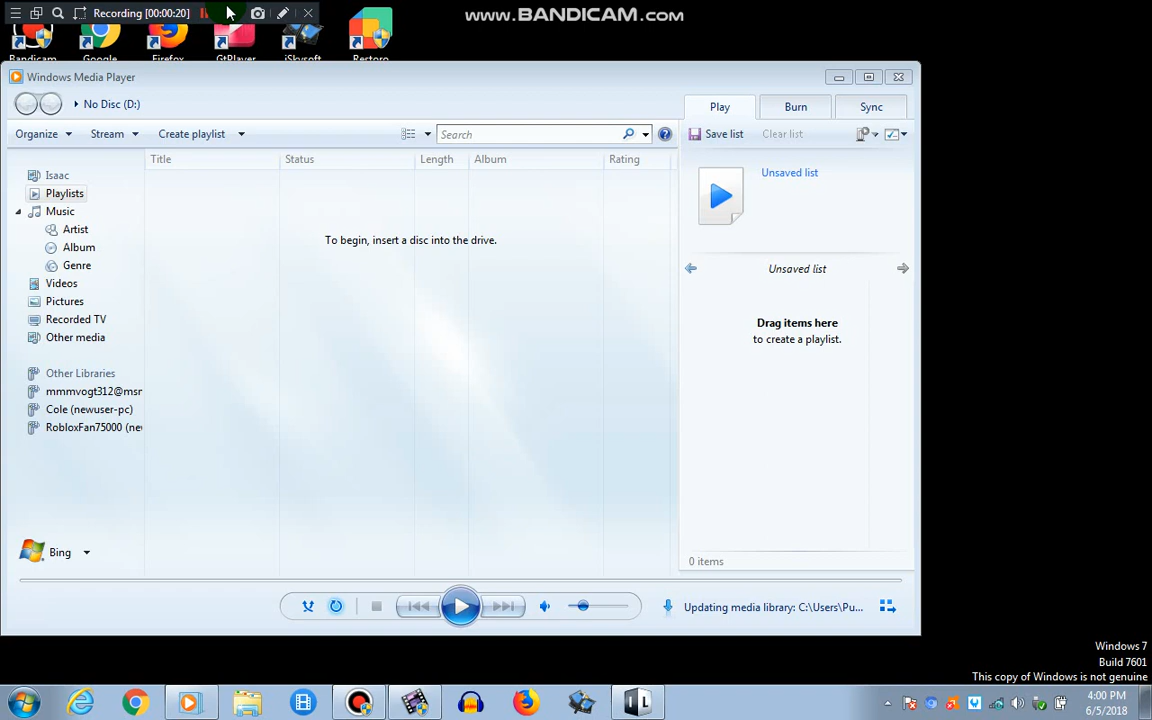 Recording [00:00:20]
www.BANDICAM.com
Bandicam
Google
Firefox
GtPlayer
iSkysoft
Restoro
Windows Media Player
No Disc (D:)
Play
Burn
Sync
Organize
Stream
Create playlist
Search
Save list
Clear list
Title
Status
Length
Album
Rating
Isaac
Playlists
Music
Artist
Album
Genre
Videos
Pictures
Recorded TV
Other media
Other Libraries
mmmvogt312@msr
Cole (newuser-pc)
RobloxFan75000 (ne
Bing
To begin, insert a disc into the drive.
Unsaved list
Unsaved list
Drag items here
to create a playlist.
0 items
Updating media library: C:\Users\Pu...
Windows 7
Build 7601
This copy of Windows is not genuine
4:00 PM
6/5/2018